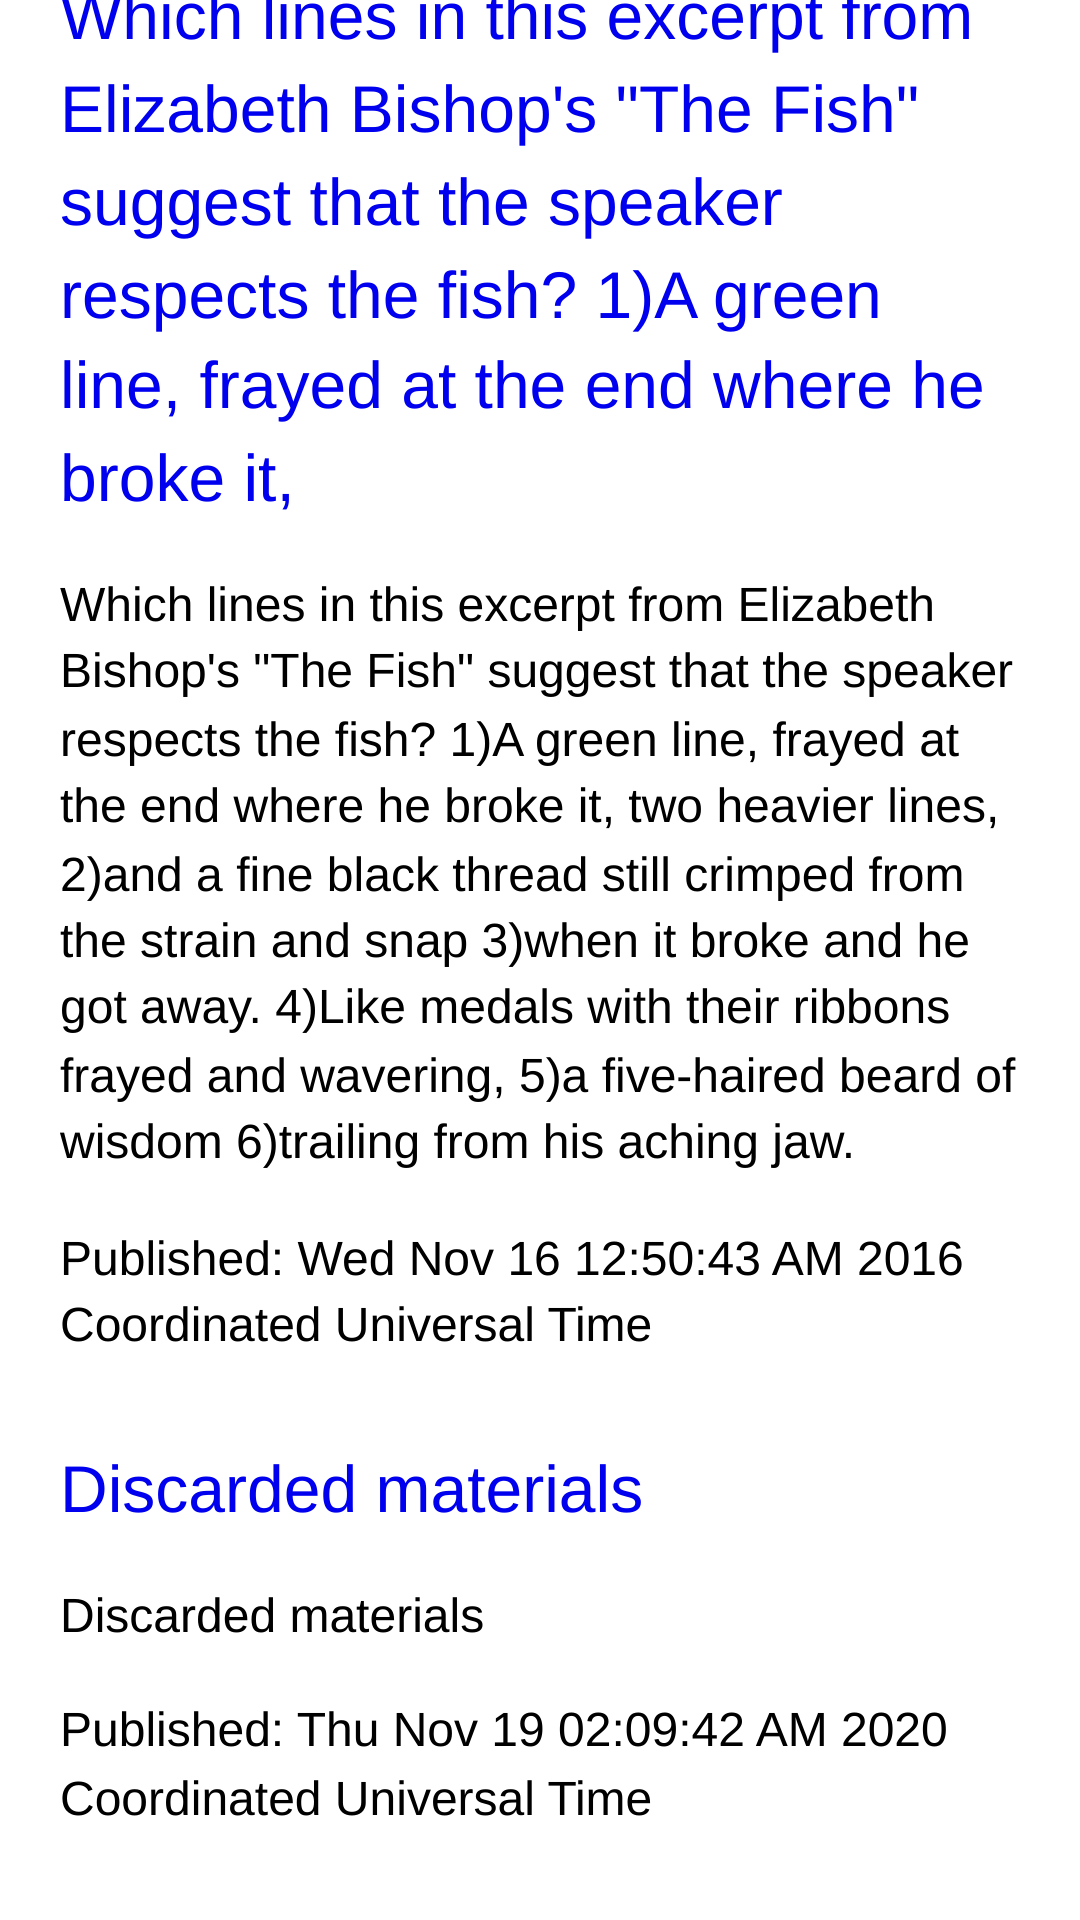 Which lines in this excerpt from
Elizabeth Bishop's "The Fish"
suggest that the speaker
respects the fish? 1)A green
line, frayed at the end where he
broke it,
Which lines in this excerpt from Elizabeth
Bishop's "The Fish" suggest that the speaker
respects the fish? 1)A green line, frayed at
the end where he broke it, two heavier lines,
2)and a fine black thread still crimped from
the strain and snap 3)when it broke and he
got away. 4)Like medals with their ribbons
frayed and wavering, 5)a five-haired beard of
wisdom 6)trailing from his aching jaw.
Published: Wed Nov 16 12:50:43 AM 2016
Coordinated Universal Time
Discarded materials
Discarded materials
Published: Thu Nov 19 02:09:42 AM 2020
Coordinated Universal Time